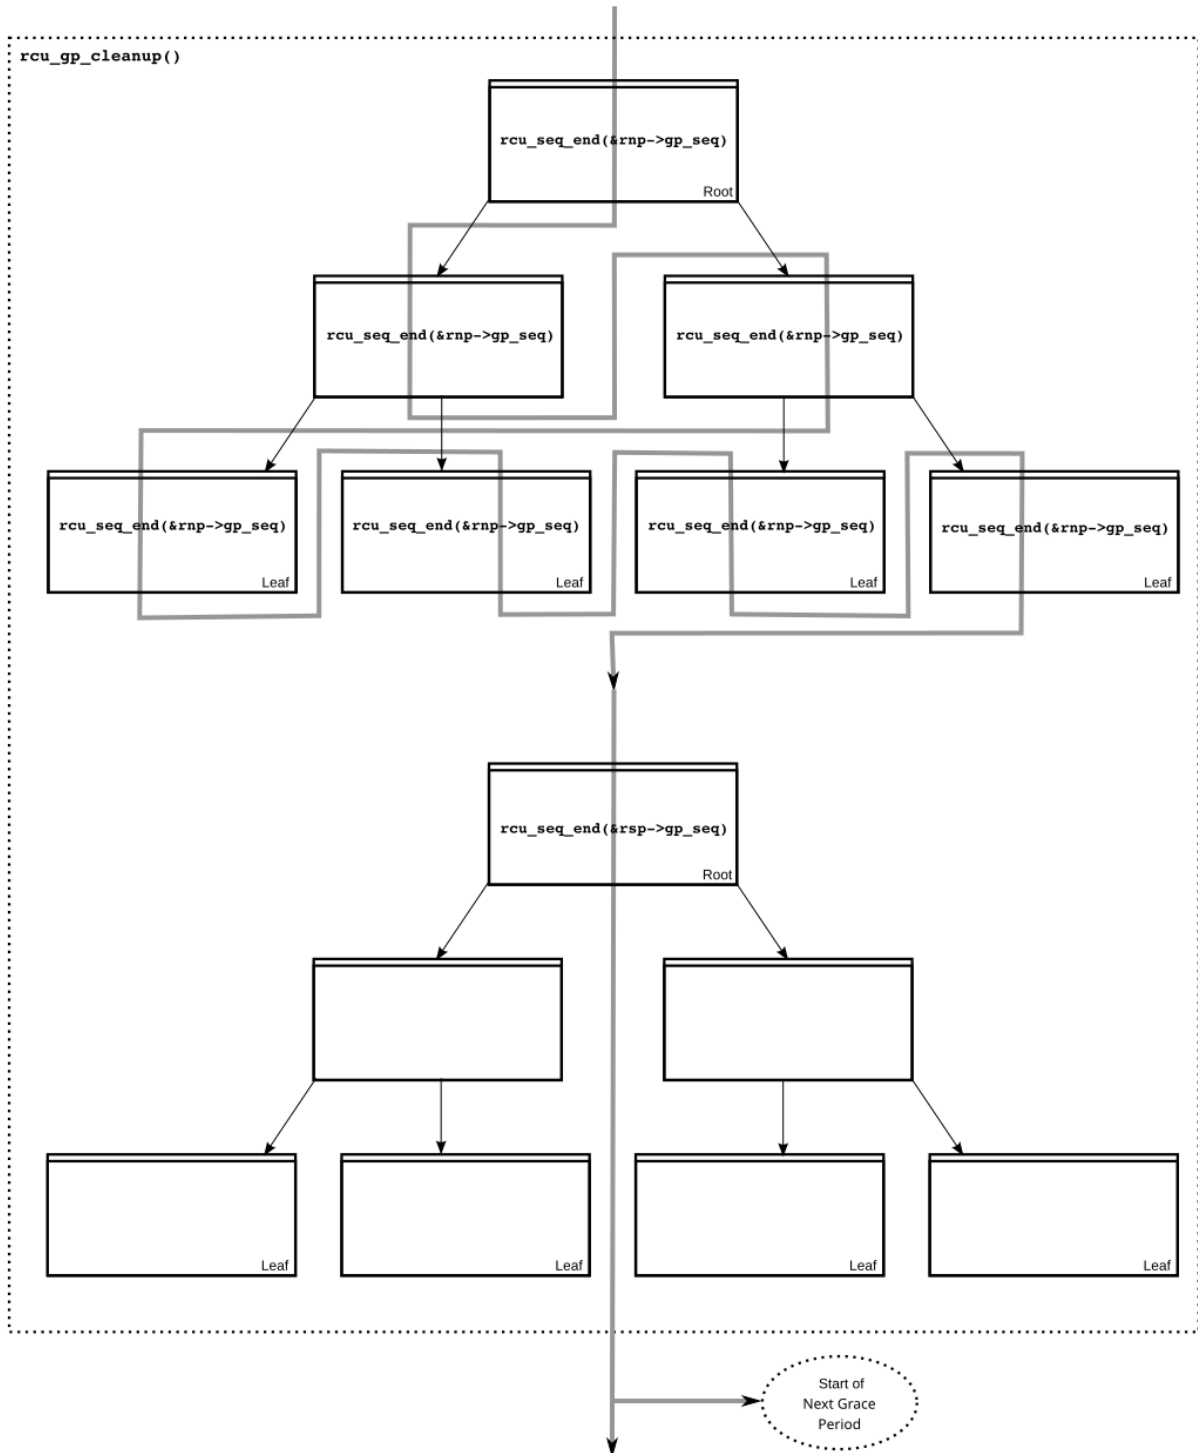 rcu_gp_cleanup()
rcu_seq_end(&rnp->gp_seq)
Root
rcu_seq_end(&rnp->gp_seq)
rcu_seq_end(&rnp->gp_seq)
rcu_seq_end(&rnp->gp_seq)
Leaf
rcu_seq_end(&rnp->gp_seq)
Leaf
rcu_seq_end(&rnp->gp_seq)
Leaf
rcu_seq_end(&rnp->gp_seq)
Leaf
rcu_seq_end(&rsp->gp_seq)
Root
Leaf
Leaf
Leaf
Leaf
Start of
Next Grace
Period